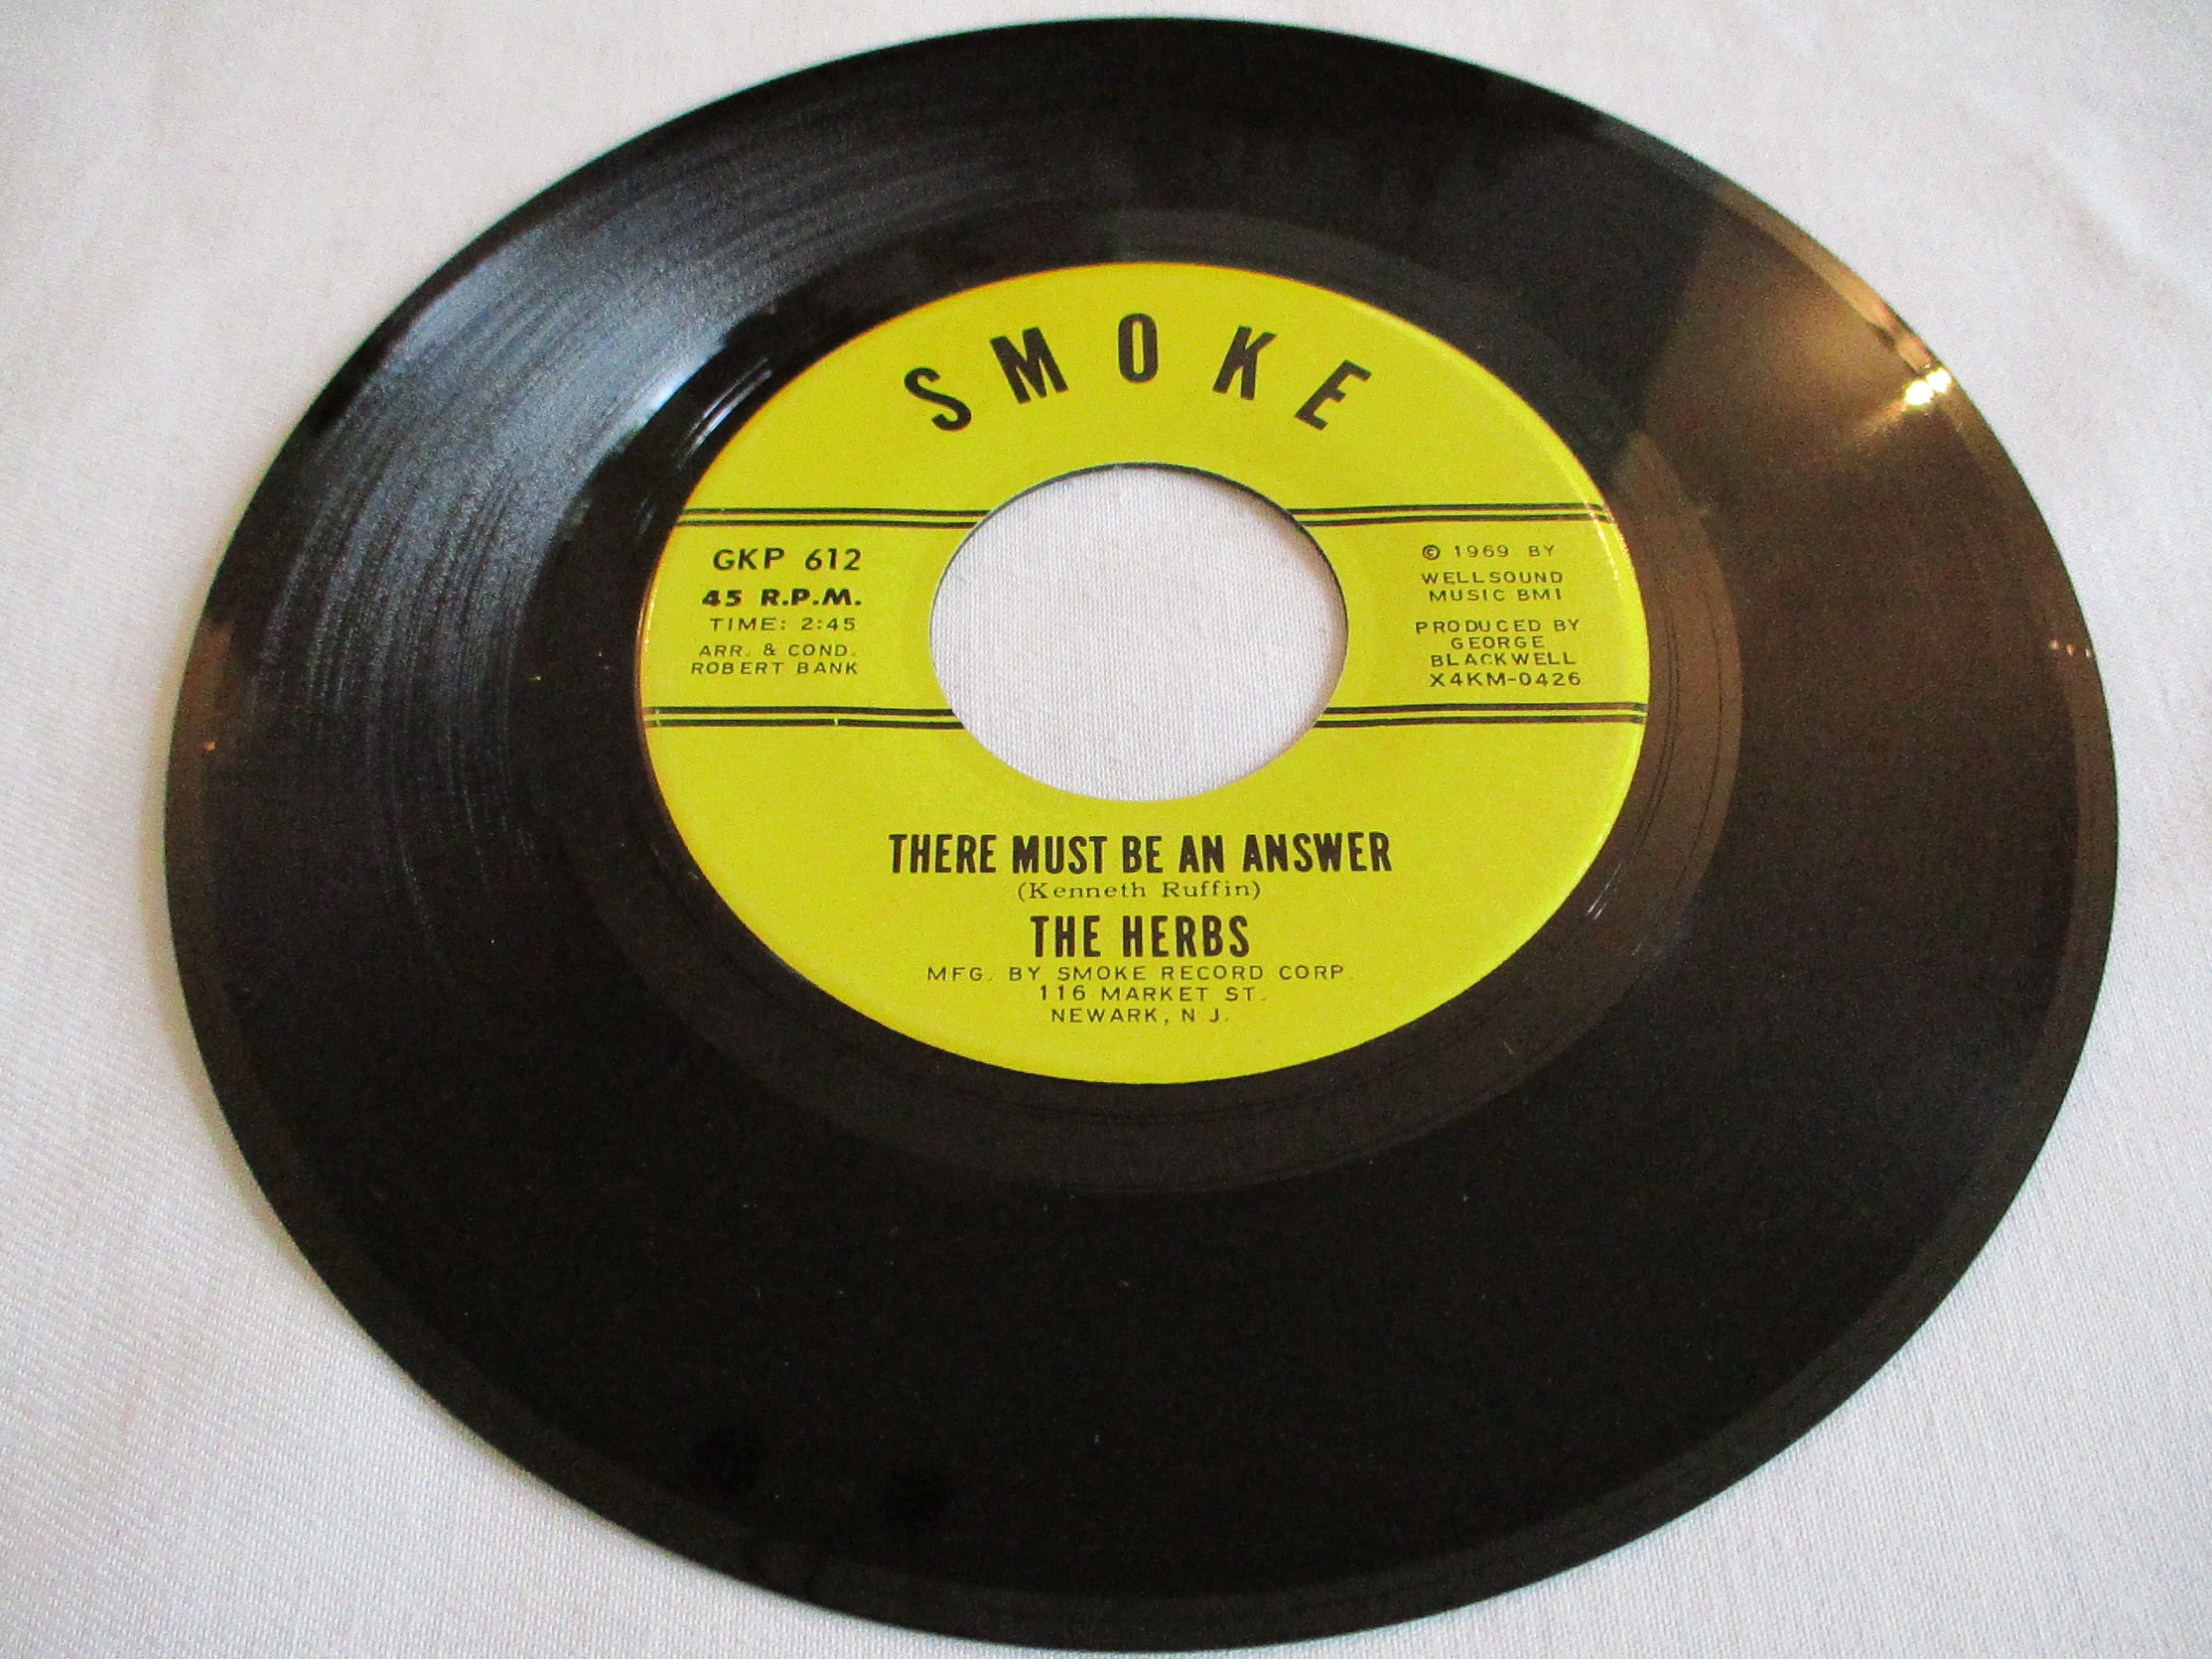 SMOKE
GKP 612
45 R.P.M.
TIME: 2:45
ARR. & COND.
ROBERT BANK
© 1969 BY
WELLSOUND
MUSIC BMI
PRODUCED BY
GEORGE
BLACKWELL
X4KM-0426
THERE MUST BE AN ANSWER
(Kenneth Ruffin)
THE HERBS
MFG. BY SMOKE RECORD CORP.
116 MARKET ST.
NEWARK, N.J.